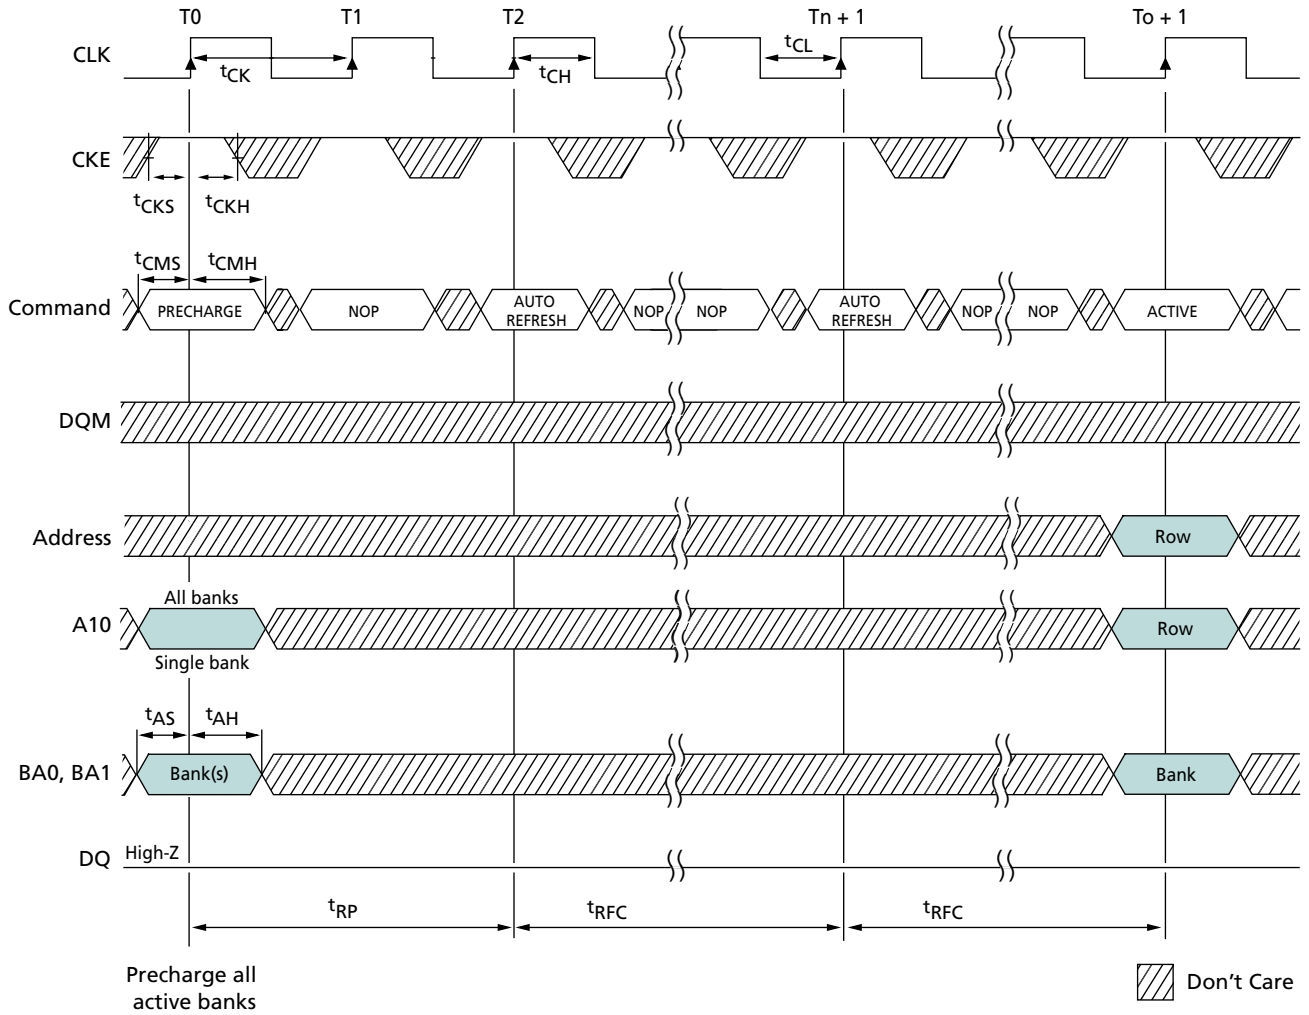 T0 T1 T2 Tn + 1 To + 1
CLK
tCK tCH tCL
CKE
tCKS tCKH
tCMS tCMH
Command PRECHARGE NOP AUTO REFRESH NOP NOP AUTO REFRESH NOP NOP ACTIVE
DQM
Address Row
All banks
A10 Row
Single bank
tAS tAH
BA0, BA1 Bank(s) Bank
DQ High-Z
tRP tRFC tRFC
Precharge all
active banks
Don't Care